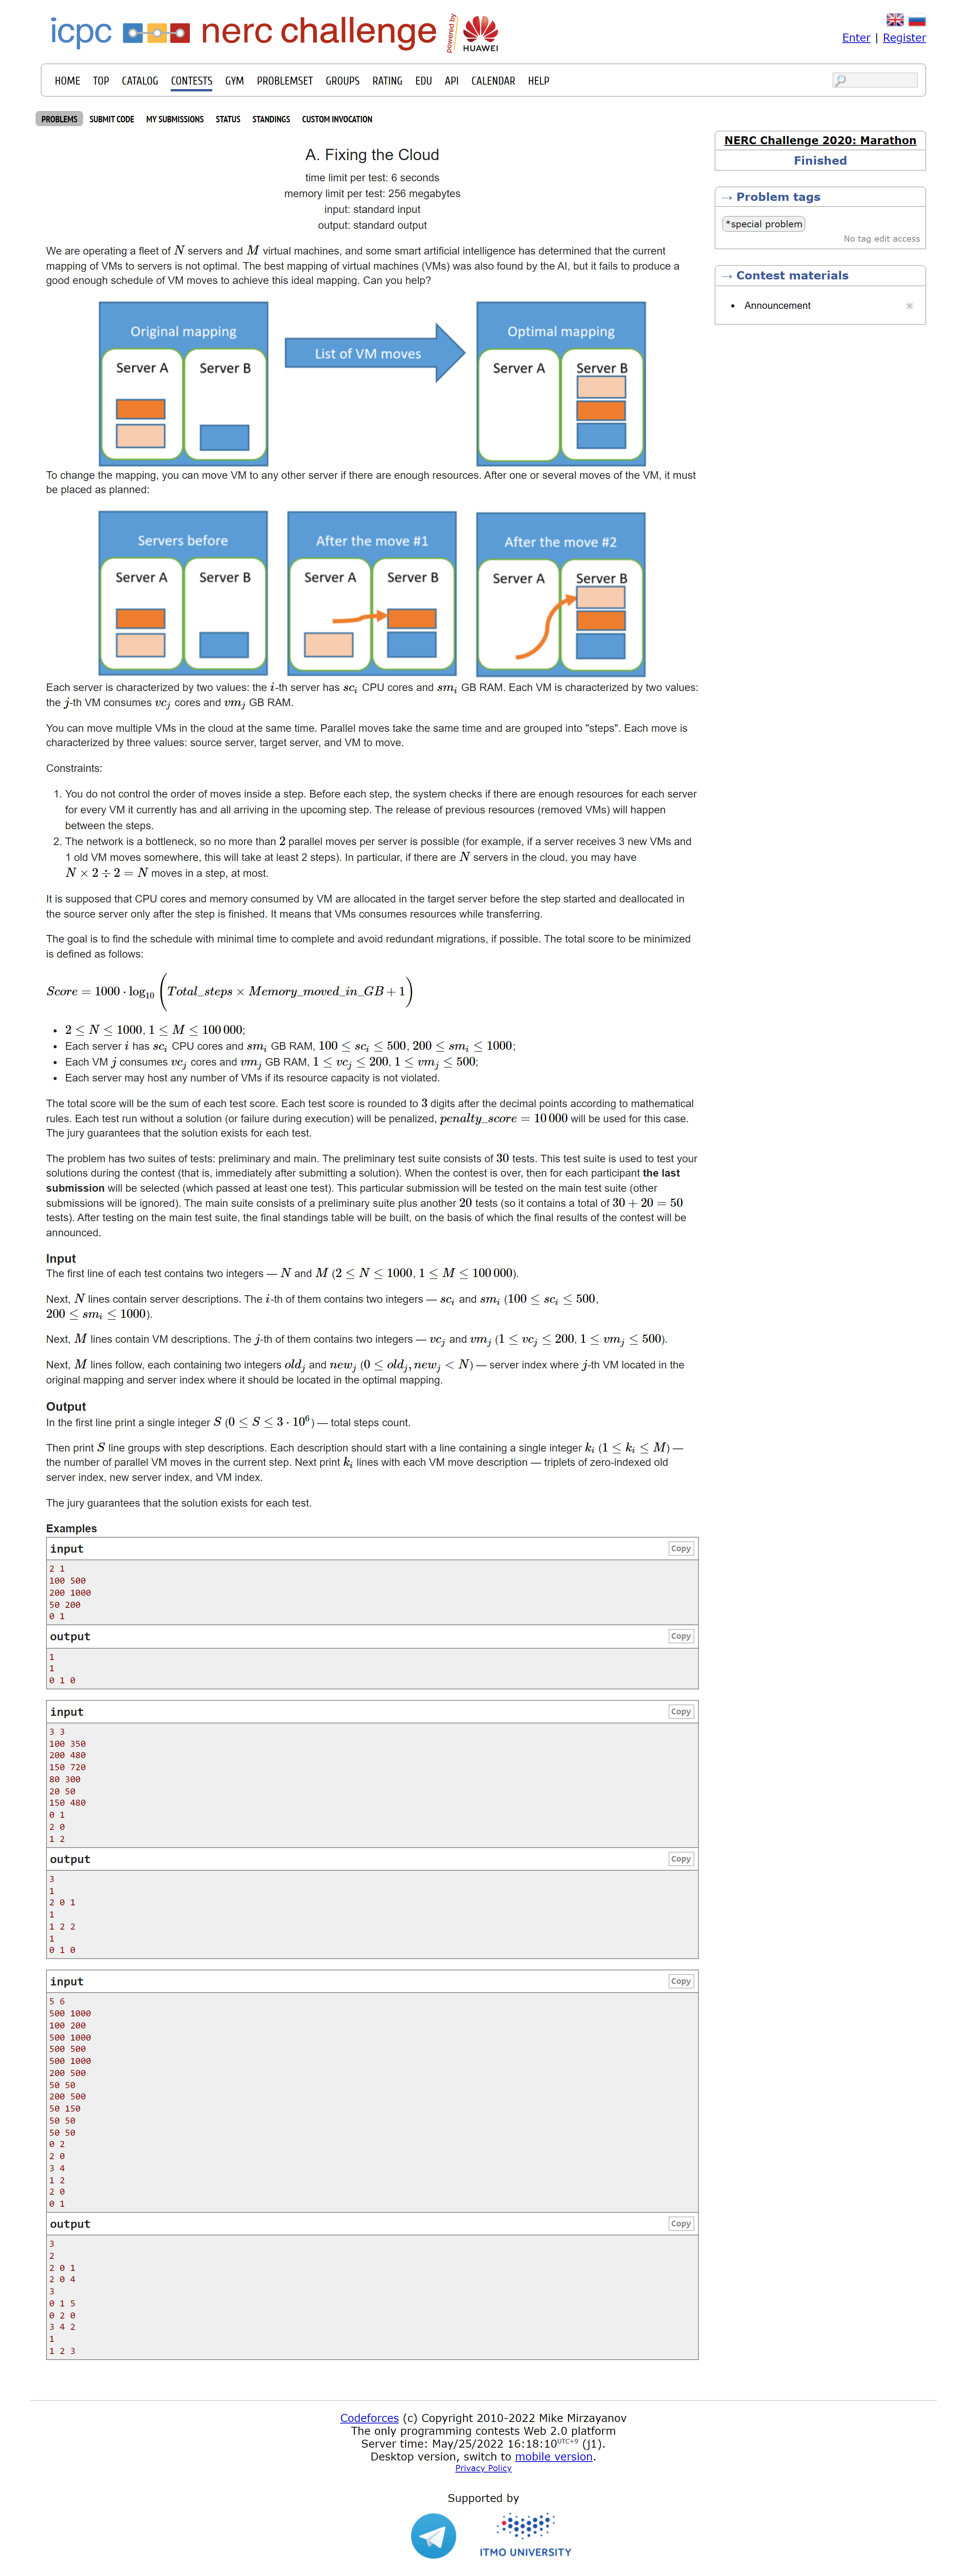 icpc nerc challenge powered by HUAWEI
Enter | Register
HOME TOP CATALOG CONTESTS GYM PROBLEMSET GROUPS RATING EDU API CALENDAR HELP
PROBLEMS SUBMIT CODE MY SUBMISSIONS STATUS STANDINGS CUSTOM INVOCATION
A. Fixing the Cloud
time limit per test: 6 seconds
memory limit per test: 256 megabytes
input: standard input
output: standard output
We are operating a fleet of N servers and M virtual machines, and some smart artificial intelligence has determined that the current
mapping of VMs to servers is not optimal. The best mapping of virtual machines (VMs) was also found by the AI, but it fails to produce a
good enough schedule of VM moves to achieve this ideal mapping. Can you help?
Original mapping
Server A Server B
List of VM moves
Optimal mapping
Server A Server B
To change the mapping, you can move VM to any other server if there are enough resources. After one or several moves of the VM, it must
be placed as planned:
Servers before
Server A Server B
After the move #1
Server A Server B
After the move #2
Server A Server B
Each server is characterized by two values: the i-th server has sc_i CPU cores and sm_i GB RAM. Each VM is characterized by two values:
the j-th VM consumes vc_j cores and vm_j GB RAM.
You can move multiple VMs in the cloud at the same time. Parallel moves take the same time and are grouped into "steps". Each move is
characterized by three values: source server, target server, and VM to move.
Constraints:
1. You do not control the order of moves inside a step. Before each step, the system checks if there are enough resources for each server
for every VM it currently has and all arriving in the upcoming step. The release of previous resources (removed VMs) will happen
between the steps.
2. The network is a bottleneck, so no more than 2 parallel moves per server is possible (for example, if a server receives 3 new VMs and
1 old VM moves somewhere, this will take at least 2 steps). In particular, if there are N servers in the cloud, you may have
N × 2 ÷ 2 = N moves in a step, at most.
It is supposed that CPU cores and memory consumed by VM are allocated in the target server before the step started and deallocated in
the source server only after the step is finished. It means that VMs consumes resources while transferring.
The goal is to find the schedule with minimal time to complete and avoid redundant migrations, if possible. The total score to be minimized
is defined as follows:
Score = 1000 · log_10 (Total_steps × Memory_moved_in_GB + 1)
• 2 ≤ N ≤ 1000, 1 ≤ M ≤ 100 000;
• Each server i has sc_i CPU cores and sm_i GB RAM, 100 ≤ sc_i ≤ 500, 200 ≤ sm_i ≤ 1000;
• Each VM j consumes vc_j cores and vm_j GB RAM, 1 ≤ vc_j ≤ 200, 1 ≤ vm_j ≤ 500;
• Each server may host any number of VMs if its resource capacity is not violated.
The total score will be the sum of each test score. Each test score is rounded to 3 digits after the decimal points according to mathematical
rules. Each test run without a solution (or failure during execution) will be penalized, penalty_score = 10 000 will be used for this case.
The jury guarantees that the solution exists for each test.
The problem has two suites of tests: preliminary and main. The preliminary test suite consists of 30 tests. This test suite is used to test your
solutions during the contest (that is, immediately after submitting a solution). When the contest is over, then for each participant the last
submission will be selected (which passed at least one test). This particular submission will be tested on the main test suite (other
submissions will be ignored). The main suite consists of a preliminary suite plus another 20 tests (so it contains a total of 30 + 20 = 50
tests). After testing on the main test suite, the final standings table will be built, on the basis of which the final results of the contest will be
announced.
Input
The first line of each test contains two integers — N and M (2 ≤ N ≤ 1000, 1 ≤ M ≤ 100 000).
Next, N lines contain server descriptions. The i-th of them contains two integers — sc_i and sm_i (100 ≤ sc_i ≤ 500,
200 ≤ sm_i ≤ 1000).
Next, M lines contain VM descriptions. The j-th of them contains two integers — vc_j and vm_j (1 ≤ vc_j ≤ 200, 1 ≤ vm_j ≤ 500).
Next, M lines follow, each containing two integers old_j and new_j (0 ≤ old_j, new_j < N) — server index where j-th VM located in the
original mapping and server index where it should be located in the optimal mapping.
Output
In the first line print a single integer S (0 ≤ S ≤ 3 · 10^6) — total steps count.
Then print S line groups with step descriptions. Each description should start with a line containing a single integer k_i (1 ≤ k_i ≤ M) —
the number of parallel VM moves in the current step. Next print k_i lines with each VM move description — triplets of zero-indexed old
server index, new server index, and VM index.
The jury guarantees that the solution exists for each test.
Examples
input Copy
2 1
100 500
200 1000
50 200
0 1
output Copy
1
1
0 1 0
input Copy
3 3
100 350
200 480
150 720
80 300
20 50
150 480
0 1
2 0
1 2
output Copy
3
1
2 0 1
1
1 2 2
1
0 1 0
input Copy
5 6
500 1000
100 200
500 1000
500 500
500 1000
200 500
50 50
200 500
50 150
50 50
50 50
0 2
2 0
3 4
1 2
2 0
0 1
output Copy
3
2
2 0 1
2 0 4
3
0 1 5
0 2 0
3 4 2
1
1 2 3
NERC Challenge 2020: Marathon
Finished
→ Problem tags
*special problem
No tag edit access
→ Contest materials
• Announcement
Codeforces (c) Copyright 2010-2022 Mike Mirzayanov
The only programming contests Web 2.0 platform
Server time: May/25/2022 16:18:10 UTC+9 (j1).
Desktop version, switch to mobile version.
Privacy Policy
Supported by
ITMO UNIVERSITY